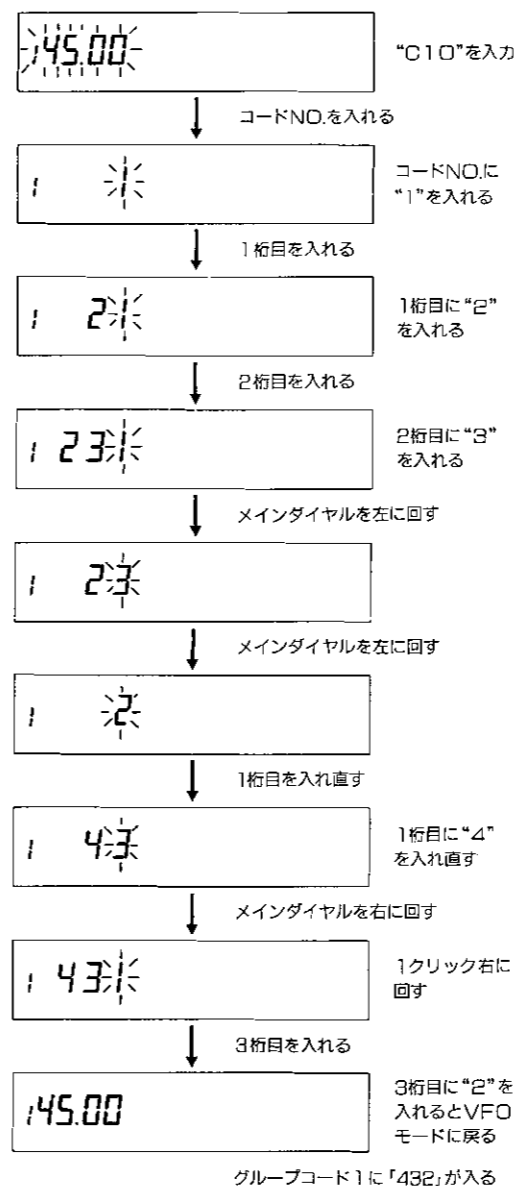 145.00
"C10"を入力
コードNO.を入れる
1 1
コードNO.に
"1"を入れる
1桁目を入れる
1 21
1桁目に"2"
を入れる
2桁目を入れる
1 231
2桁目に"3"
を入れる
メインダイヤルを左に回す
1 23
メインダイヤルを左に回す
1 2
1桁目を入れ直す
1 43
1桁目に"4"
を入れ直す
メインダイヤルを右に回す
1 431
1クリック右に
回す
3桁目を入れる
145.00
3桁目に"2"を
入れるとVFO
モードに戻る
グループコード1に「432」が入る